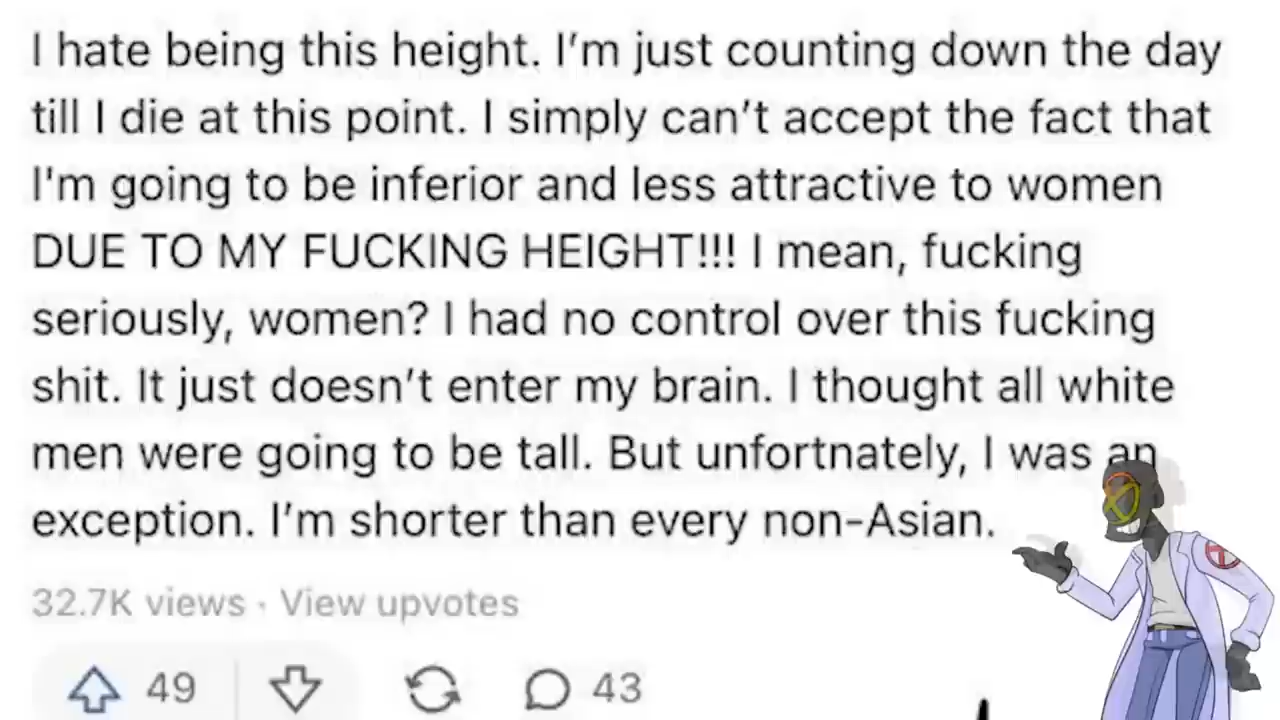 I hate being this height. I’m just counting down the day
till I die at this point. I simply can’t accept the fact that
I'm going to be inferior and less attractive to women
DUE TO MY FUCKING HEIGHT!!! I mean, fucking
seriously, women? I had no control over this fucking
shit. It just doesn’t enter my brain. I thought all white
men were going to be tall. But unfortnately, I was an
exception. I’m shorter than every non-Asian.
32.7K views · View upvotes
49 43